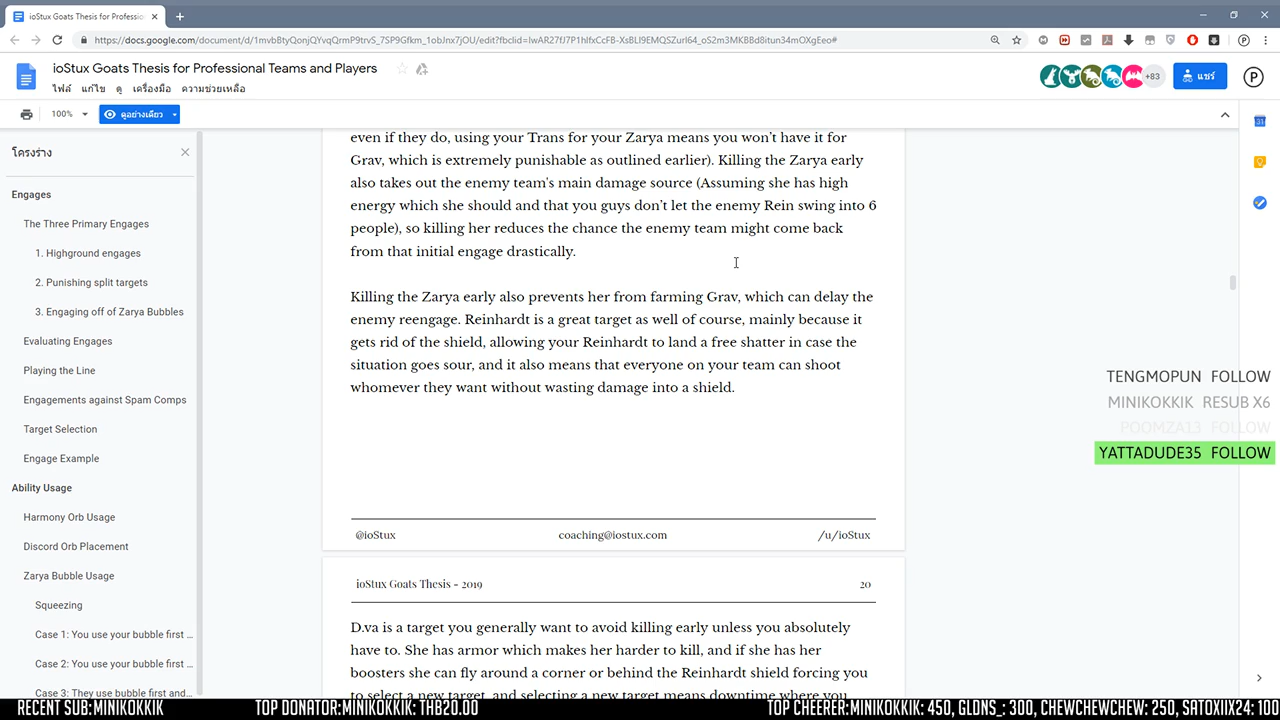 ioStux Goats Thesis for Professio
https://docs.google.com/document/d/1mvbBtyQonjQYvqQrmP9trvS_7SP9Gfkm_1obJnx7jOU/edit?fbclid=IwAR27fJ7P1hlfxCcFB-XsBLI9EMQSZurl64_oS2m3MKBBd8itun34mOXgEeo#
ioStux Goats Thesis for Professional Teams and Players
ไฟล์ แก้ไข ดู เครื่องมือ ความช่วยเหลือ
+83
แชร์
P
100%
ดูอย่างเดียว
โครงร่าง
Engages
The Three Primary Engages
1. Highground engages
2. Punishing split targets
3. Engaging off of Zarya Bubbles
Evaluating Engages
Playing the Line
Engagements against Spam Comps
Target Selection
Engage Example
Ability Usage
Harmony Orb Usage
Discord Orb Placement
Zarya Bubble Usage
Squeezing
Case 1: You use your bubble first ...
Case 2: You use your bubble first ...
Case 3: They use bubble first and...
even if they do, using your Trans for your Zarya means you won't have it for
Grav, which is extremely punishable as outlined earlier). Killing the Zarya early
also takes out the enemy team's main damage source (Assuming she has high
energy which she should and that you guys don't let the enemy Rein swing into 6
people), so killing her reduces the chance the enemy team might come back
from that initial engage drastically.
Killing the Zarya early also prevents her from farming Grav, which can delay the
enemy reengage. Reinhardt is a great target as well of course, mainly because it
gets rid of the shield, allowing your Reinhardt to land a free shatter in case the
situation goes sour, and it also means that everyone on your team can shoot
whomever they want without wasting damage into a shield.
@ioStux coaching@iostux.com /u/ioStux
ioStux Goats Thesis - 2019 20
D.va is a target you generally want to avoid killing early unless you absolutely
have to. She has armor which makes her harder to kill, and if she has her
boosters she can fly around a corner or behind the Reinhardt shield forcing you
to select a new target, and selecting a new target means downtime where you
TENGMOPUN FOLLOW
MINIKOKKIK RESUB X6
POOMZA13 FOLLOW
YATTADUDE35 FOLLOW
RECENT SUB:MINIKOKKIK TOP DONATOR:MINIKOKKIK: THB20.00 TOP CHEERER:MINIKOKKIK: 450, GLDNS_: 300, CHEWCHEWCHEW: 250, SATOXIIX24: 100